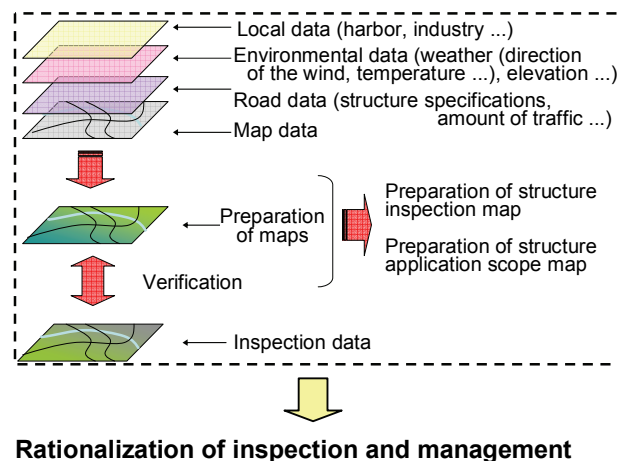 Local data (harbor, industry ...)
Environmental data (weather (direction
of the wind, temperature ...), elevation ...)
Road data (structure specifications,
amount of traffic ...)
Map data
Preparation
of maps
Preparation of structure
inspection map
Preparation of structure
application scope map
Verification
Inspection data
Rationalization of inspection and management